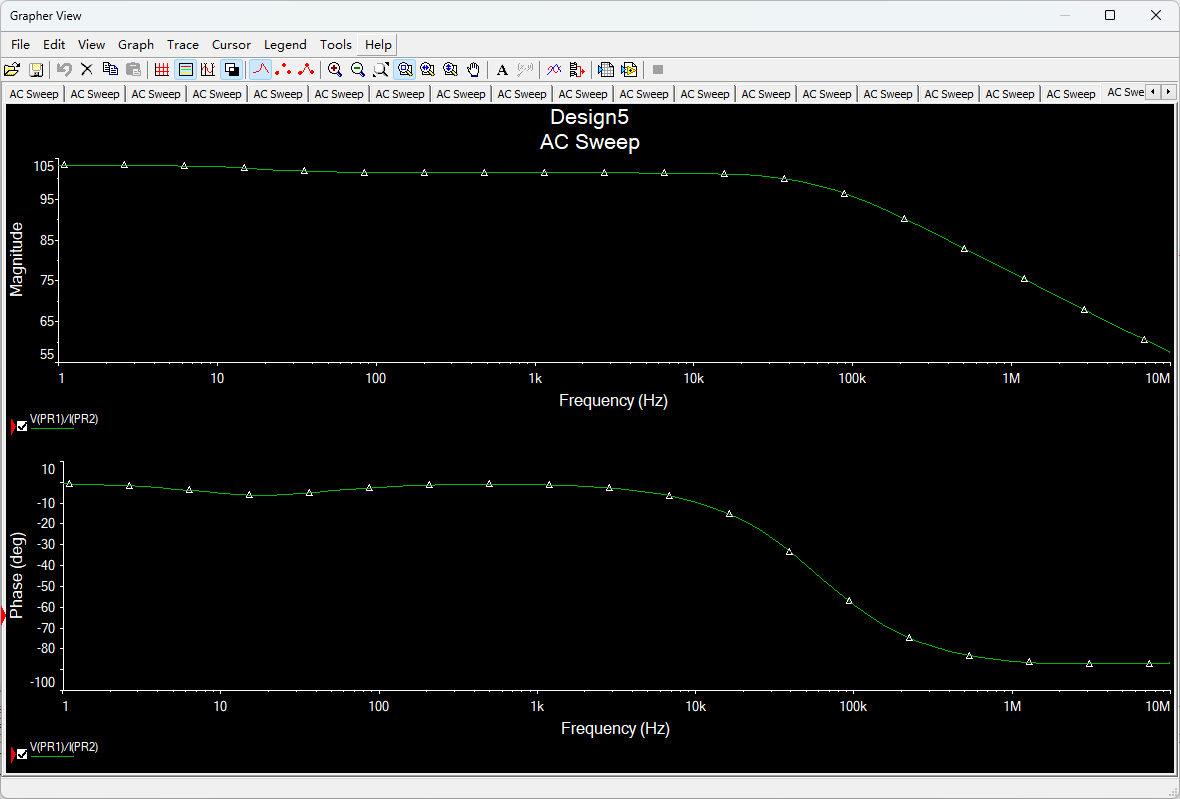 Grapher View
File Edit View Graph Trace Cursor Legend Tools Help
A (x,y)
AC Sweep AC Sweep AC Sweep AC Sweep AC Sweep AC Sweep AC Sweep AC Sweep AC Sweep AC Sweep AC Sweep AC Sweep AC Sweep AC Sweep AC Sweep AC Sweep AC Sweep AC Sweep AC Swe
Design5
AC Sweep
Magnitude
105
95
85
75
65
55
1 10 100 1k 10k 100k 1M 10M
Frequency (Hz)
V(PR1)/I(PR2)
Phase (deg)
10
-10
-20
-30
-40
-50
-60
-70
-80
-100
1 10 100 1k 10k 100k 1M 10M
Frequency (Hz)
V(PR1)/I(PR2)